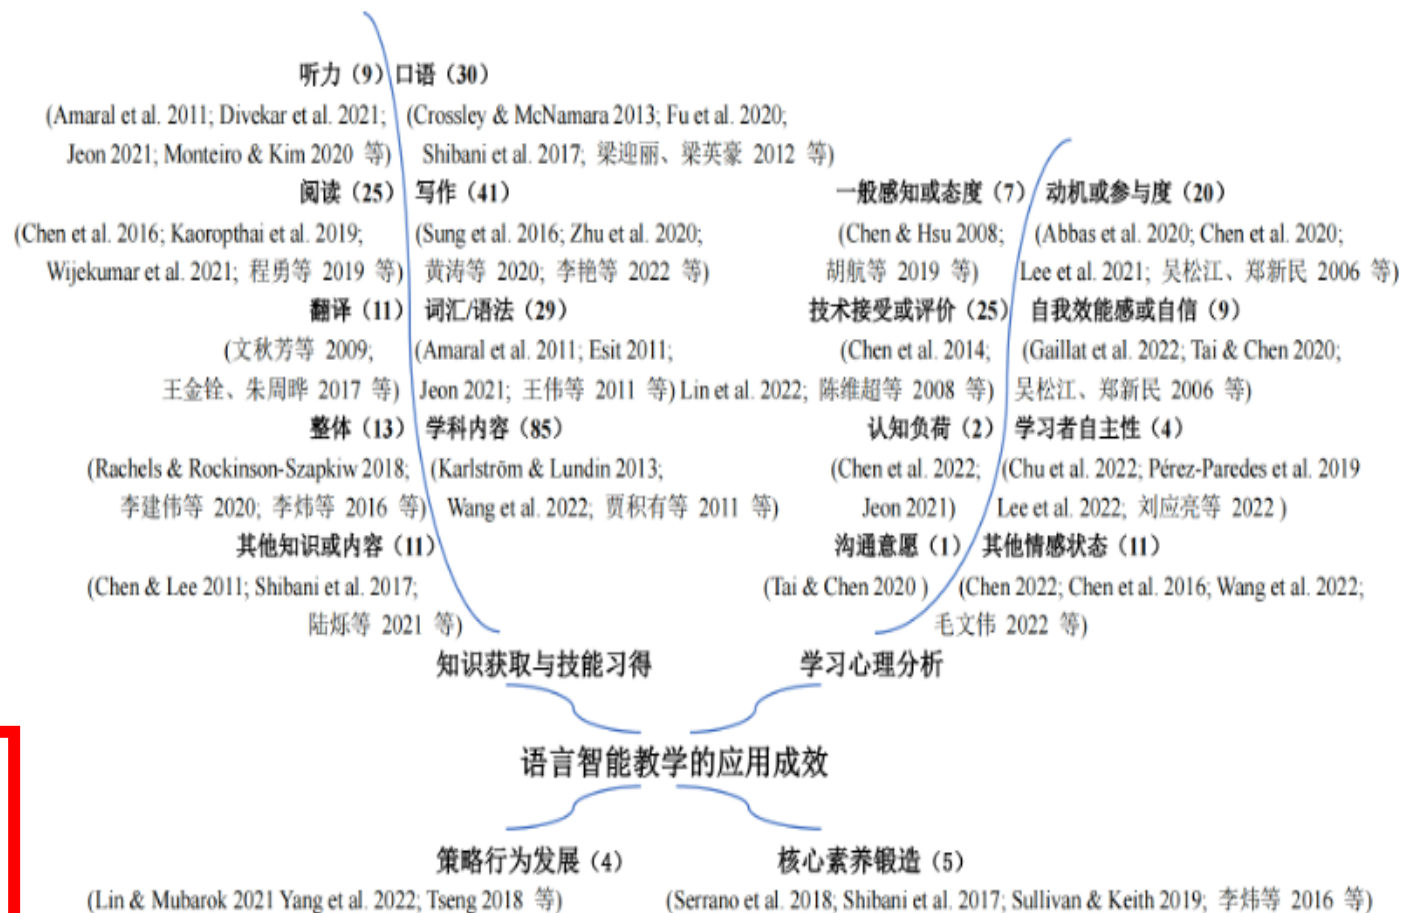 听力（9） 口语（30）
(Amaral et al. 2011; Divekar et al. 2021; (Crossley & McNamara 2013; Fu et al. 2020;
Jeon 2021; Monteiro & Kim 2020 等) Shibani et al. 2017; 梁迎丽、梁英豪 2012 等)
阅读（25） 写作（41） 一般感知或态度（7） 动机或参与度（20）
(Chen et al. 2016; Kaoropthai et al. 2019; (Sung et al. 2016; Zhu et al. 2020; (Chen & Hsu 2008; (Abbas et al. 2020; Chen et al. 2020;
Wijekumar et al. 2021; 程勇等 2019 等) 黄涛等 2020; 李艳等 2022 等) 胡航等 2019 等) Lee et al. 2021; 吴松江、郑新民 2006 等)
翻译（11） 词汇/语法（29） 技术接受或评价（25） 自我效能感或自信（9）
(文秋芳等 2009; (Amaral et al. 2011; Esit 2011; (Chen et al. 2014; (Gaillat et al. 2022; Tai & Chen 2020;
王金铨、朱周晔 2017 等) Jeon 2021; 王伟等 2011 等) Lin et al. 2022; 陈维超等 2008 等) 吴松江、郑新民 2006 等)
整体（13） 学科内容（85） 认知负荷（2） 学习者自主性（4）
(Rachels & Rockinson-Szapkiw 2018; (Karlström & Lundin 2013; (Chen et al. 2022; (Chu et al. 2022; Pérez-Paredes et al. 2019
李建伟等 2020; 李炜等 2016 等) Wang et al. 2022; 贾积有等 2011 等) Jeon 2021) Lee et al. 2022; 刘应亮等 2022 )
其他知识或内容（11） 沟通意愿（1） 其他情感状态（11）
(Chen & Lee 2011; Shibani et al. 2017; (Tai & Chen 2020 ) (Chen 2022; Chen et al. 2016; Wang et al. 2022;
陆烁等 2021 等) 毛文伟 2022 等)
知识获取与技能习得 学习心理分析
语言智能教学的应用成效
策略行为发展（4） 核心素养锻造（5）
(Lin & Mubarok 2021 Yang et al. 2022; Tseng 2018 等) (Serrano et al. 2018; Shibani et al. 2017; Sullivan & Keith 2019; 李炜等 2016 等)